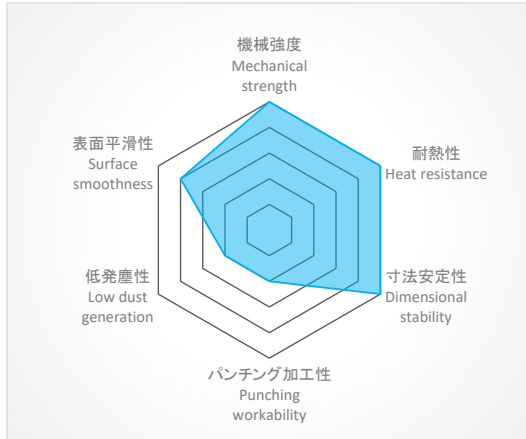 機械強度
Mechanical
strength
耐熱性
Heat resistance
寸法安定性
Dimensional
stability
パンチング加工性
Punching
workability
低発塵性
Low dust
generation
表面平滑性
Surface
smoothness